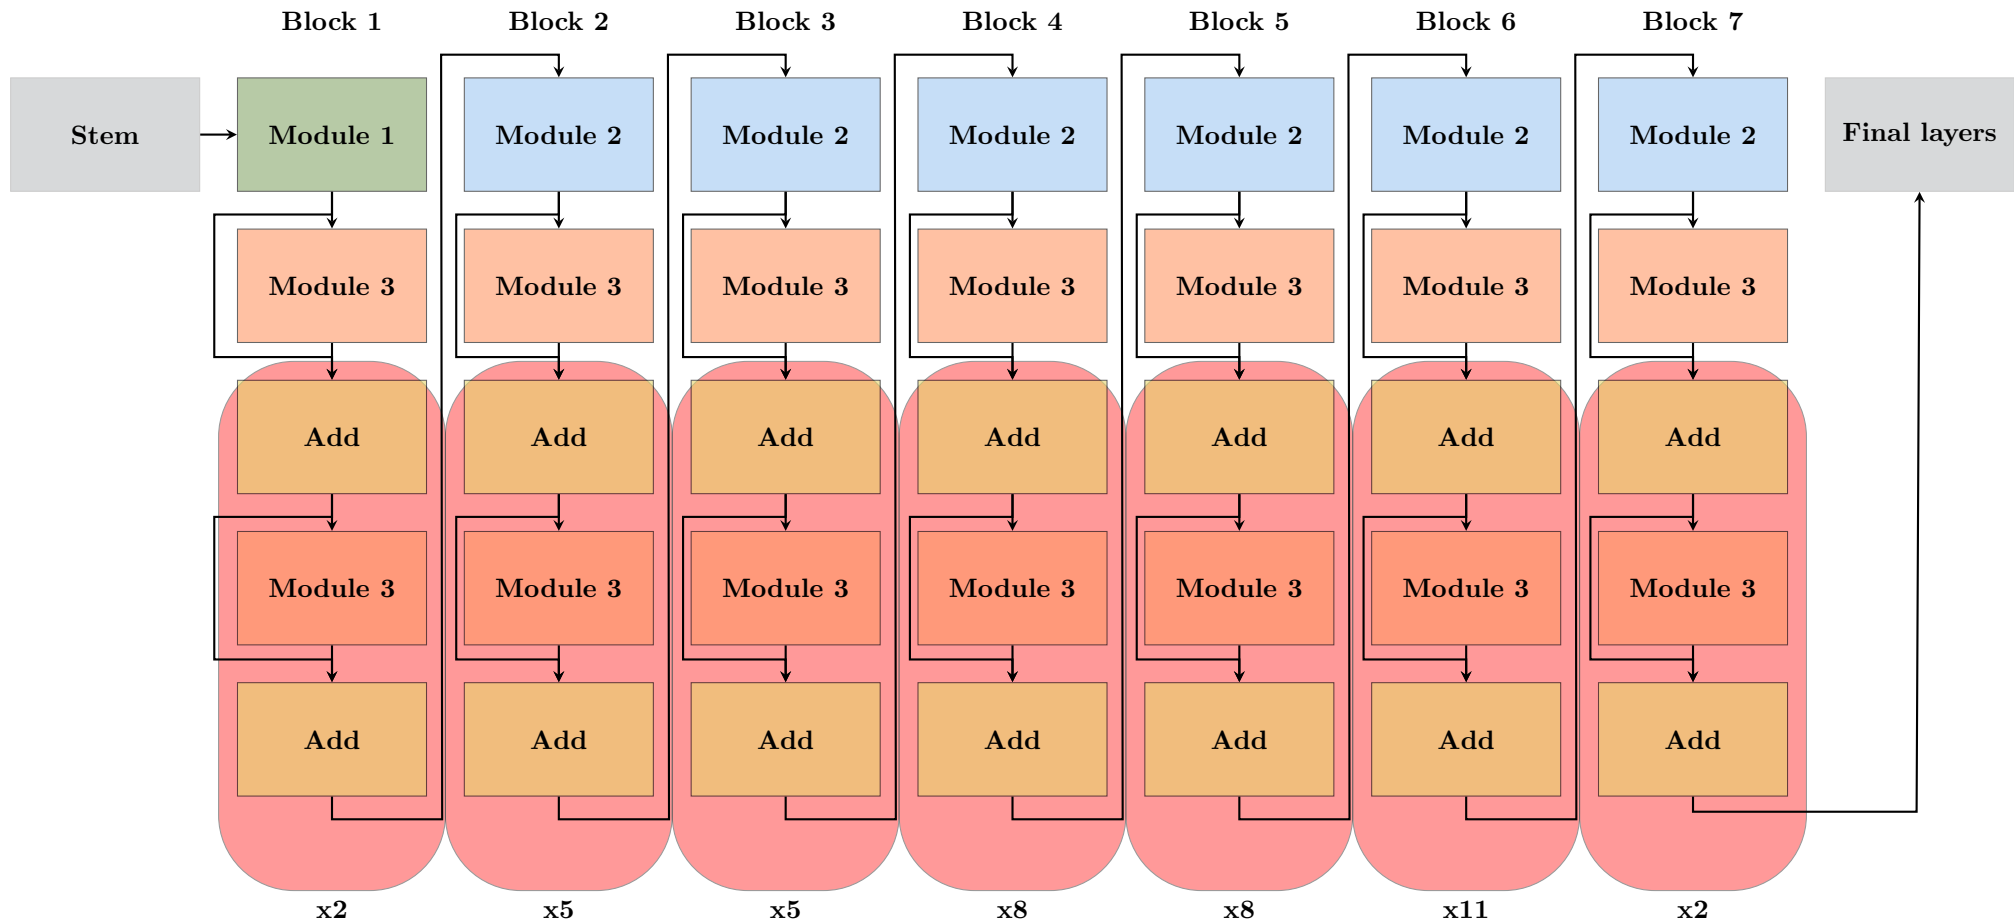 Block 1 Block 2 Block 3 Block 4 Block 5 Block 6 Block 7
Stem Module 1 Module 2 Module 2 Module 2 Module 2 Module 2 Module 2 Final layers
Module 3 Module 3 Module 3 Module 3 Module 3 Module 3 Module 3
Add Add Add Add Add Add Add
Module 3 Module 3 Module 3 Module 3 Module 3 Module 3 Module 3
Add Add Add Add Add Add Add
x2 x5 x5 x8 x8 x11 x2